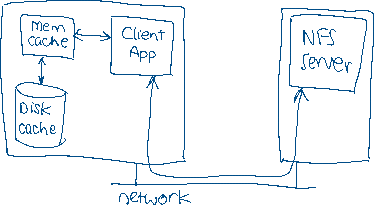 mem
cache
Client
App
Disk
cache
NFS
Server
network